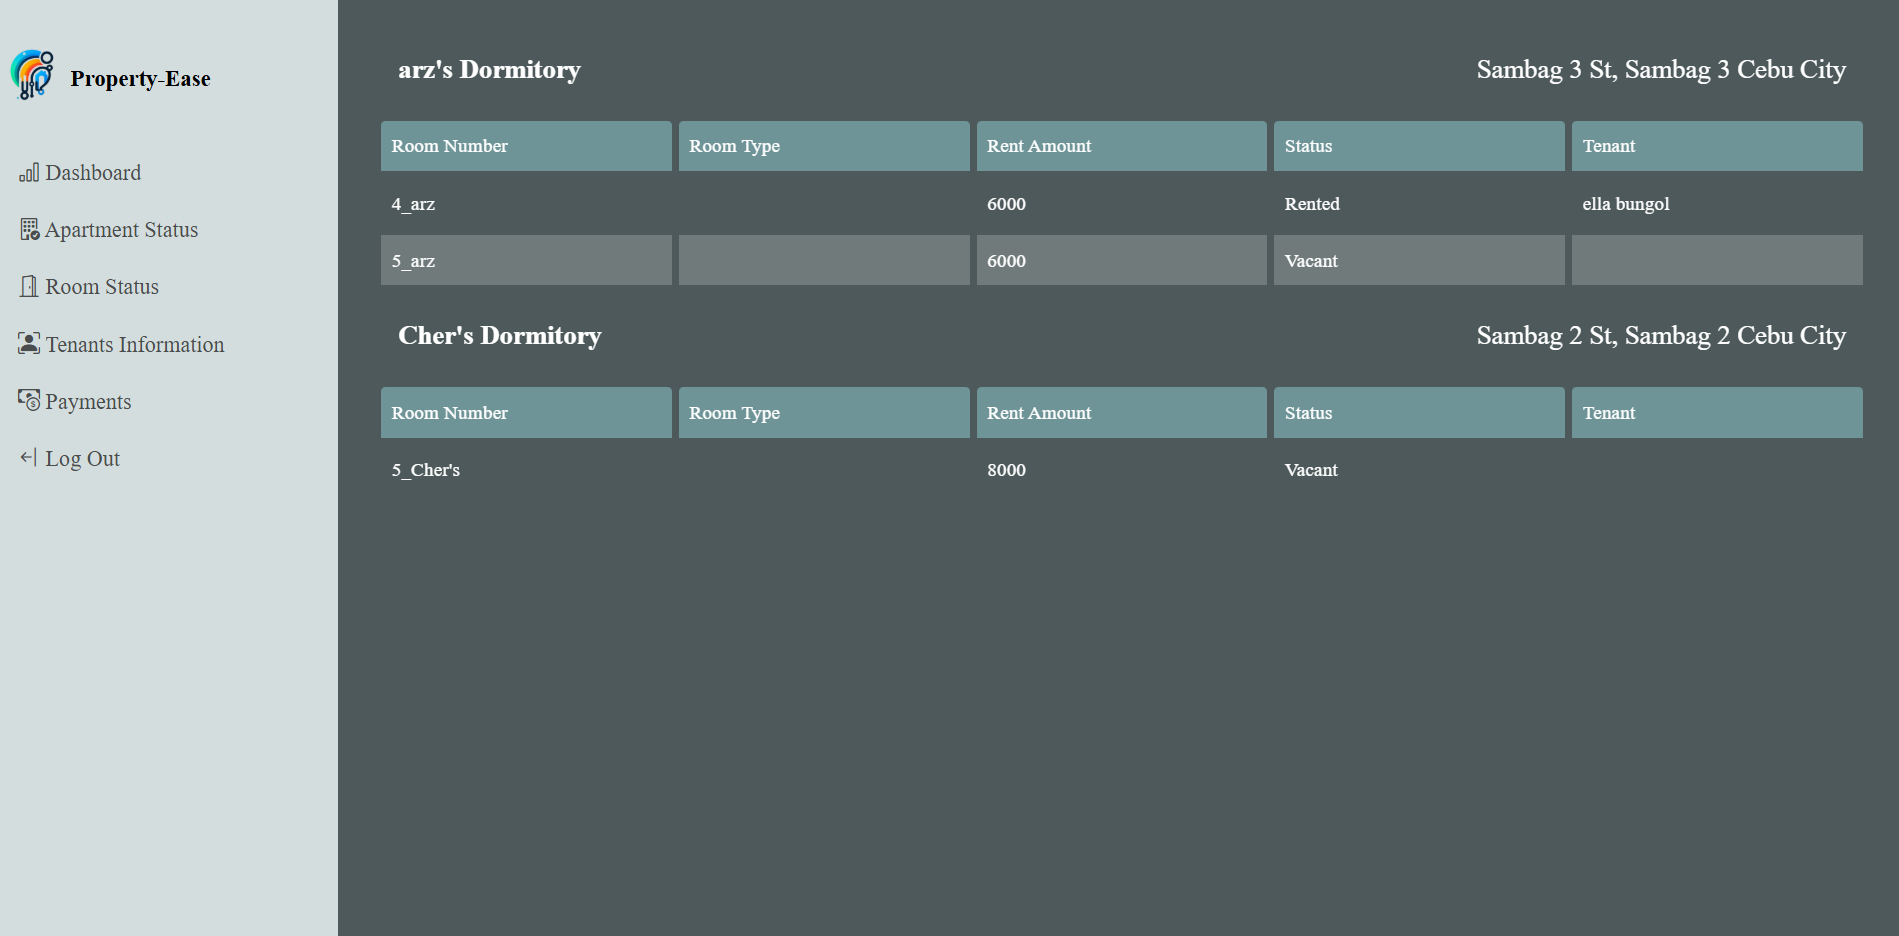 Property-Ease
Dashboard
Apartment Status
Room Status
Tenants Information
Payments
Log Out
arz's Dormitory Sambag 3 St, Sambag 3 Cebu City
Room Number Room Type Rent Amount Status Tenant
4_arz 6000 Rented ella bungol
5_arz 6000 Vacant
Cher's Dormitory Sambag 2 St, Sambag 2 Cebu City
Room Number Room Type Rent Amount Status Tenant
5_Cher's 8000 Vacant